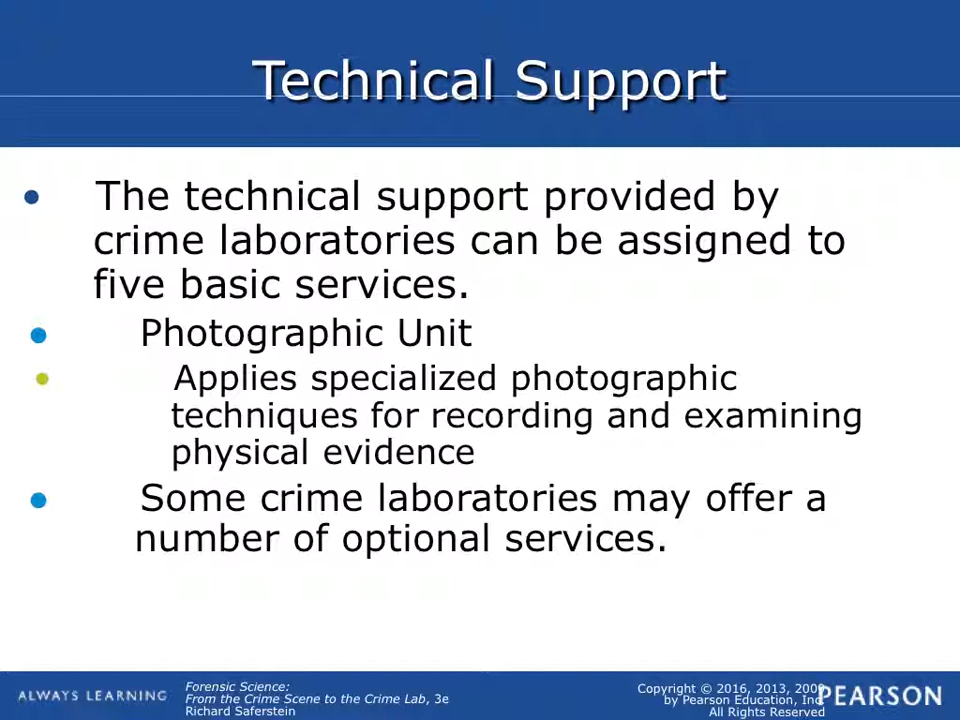 Technical Support
• The technical support provided by
crime laboratories can be assigned to
five basic services.
• Photographic Unit
• Applies specialized photographic
techniques for recording and examining
physical evidence
• Some crime laboratories may offer a
number of optional services.
ALWAYS LEARNING
Forensic Science:
From the Crime Scene to the Crime Lab, 3e
Richard Saferstein
Copyright © 2016, 2013, 2009
by Pearson Education, Inc.
All Rights Reserved
PEARSON